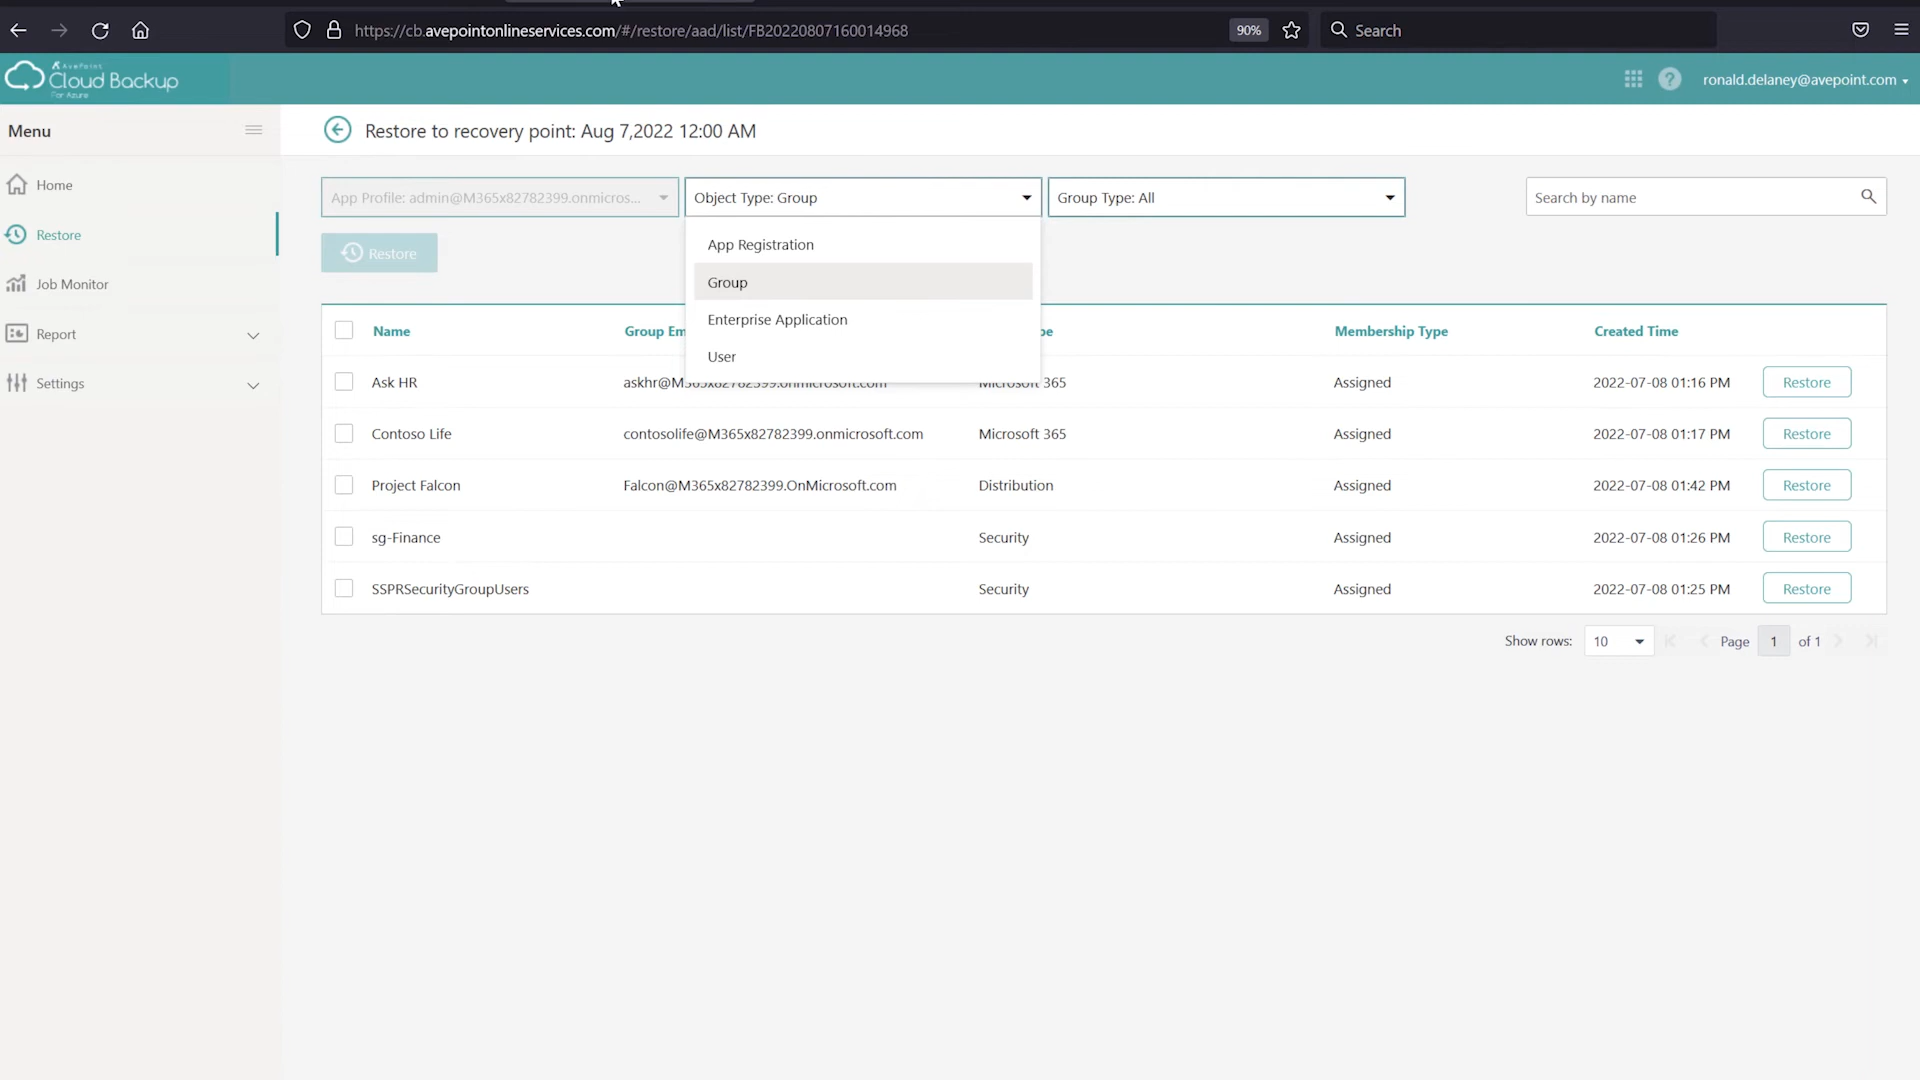 https://cb.avepointonlineservices.com/#/restore/aad/list/FB20220807160014968
90%
Search
AvePoint
Cloud Backup
For Azure
ronald.delaney@avepoint.com
Menu
Restore to recovery point: Aug 7,2022 12:00 AM
Home
Restore
Job Monitor
Report
Settings
App Profile: admin@M365x82782399.onmicros...
Object Type: Group
Group Type: All
Search by name
Restore
App Registration
Group
Enterprise Application
User
Name Group Em pe Membership Type Created Time
Ask HR askhr@M365x82782399.onmicrosoft.com Microsoft 365 Assigned 2022-07-08 01:16 PM Restore
Contoso Life contosolife@M365x82782399.onmicrosoft.com Microsoft 365 Assigned 2022-07-08 01:17 PM Restore
Project Falcon Falcon@M365x82782399.OnMicrosoft.com Distribution Assigned 2022-07-08 01:42 PM Restore
sg-Finance Security Assigned 2022-07-08 01:26 PM Restore
SSPRSecurityGroupUsers Security Assigned 2022-07-08 01:25 PM Restore
Show rows: 10 Page 1 of 1